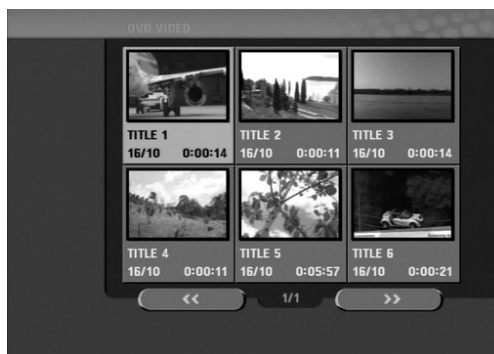 DVD VIDEO
TITLE 1
16/10 0:00:14
TITLE 2
16/10 0:00:11
TITLE 3
16/10 0:00:14
TITLE 4
16/10 0:00:11
TITLE 5
16/10 0:05:57
TITLE 6
16/10 0:00:21
<< 1/1 >>